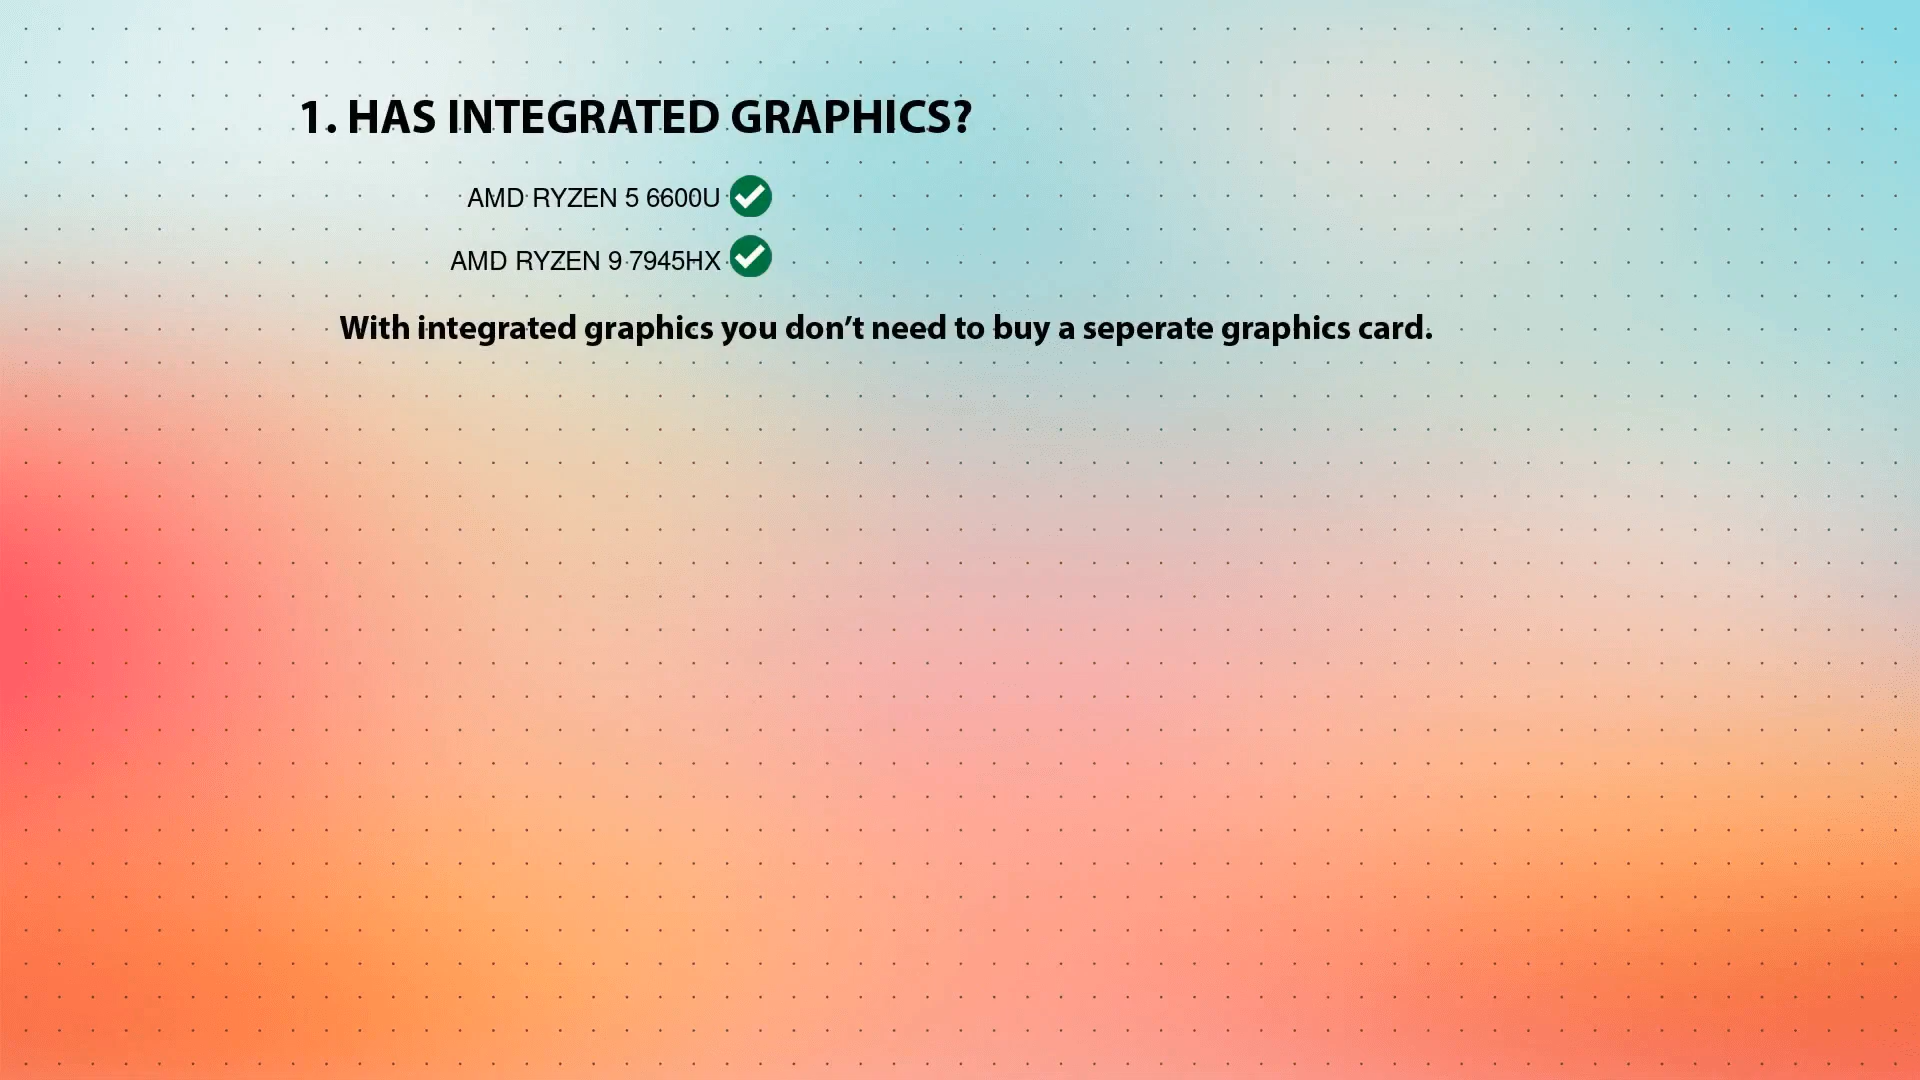 1. HAS INTEGRATED GRAPHICS?
AMD RYZEN 5 6600U
AMD RYZEN 9 7945HX
With integrated graphics you don’t need to buy a seperate graphics card.